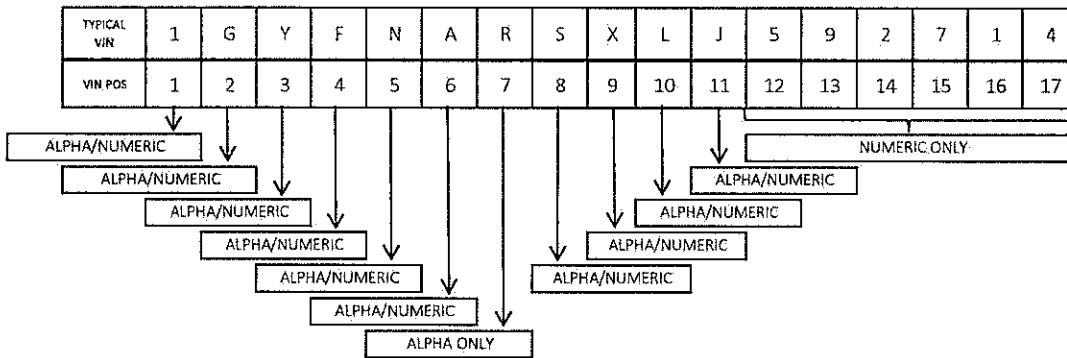 TYPICAL VIN 1 G Y F N A R S X L J 5 9 2 7 1 4
VIN POS 1 2 3 4 5 6 7 8 9 10 11 12 13 14 15 16 17
ALPHA/NUMERIC NUMERIC ONLY
ALPHA/NUMERIC ALPHA/NUMERIC
ALPHA/NUMERIC ALPHA/NUMERIC
ALPHA/NUMERIC ALPHA/NUMERIC
ALPHA/NUMERIC ALPHA/NUMERIC
ALPHA/NUMERIC
ALPHA ONLY